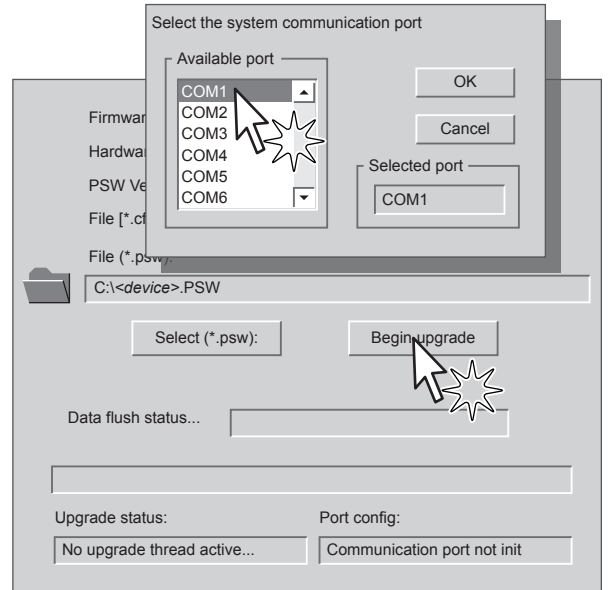 Select the system communication port
Available port
COM1
COM2
COM3
COM4
COM5
COM6
OK
Cancel
Selected port
COM1
Firmwar
Hardwa
PSW Ve
File [*.cf
File (*.psw):
C:\<device>.PSW
Select (*.psw):
Begin upgrade
Data flush status...
Upgrade status:
Port config:
No upgrade thread active...
Communication port not init